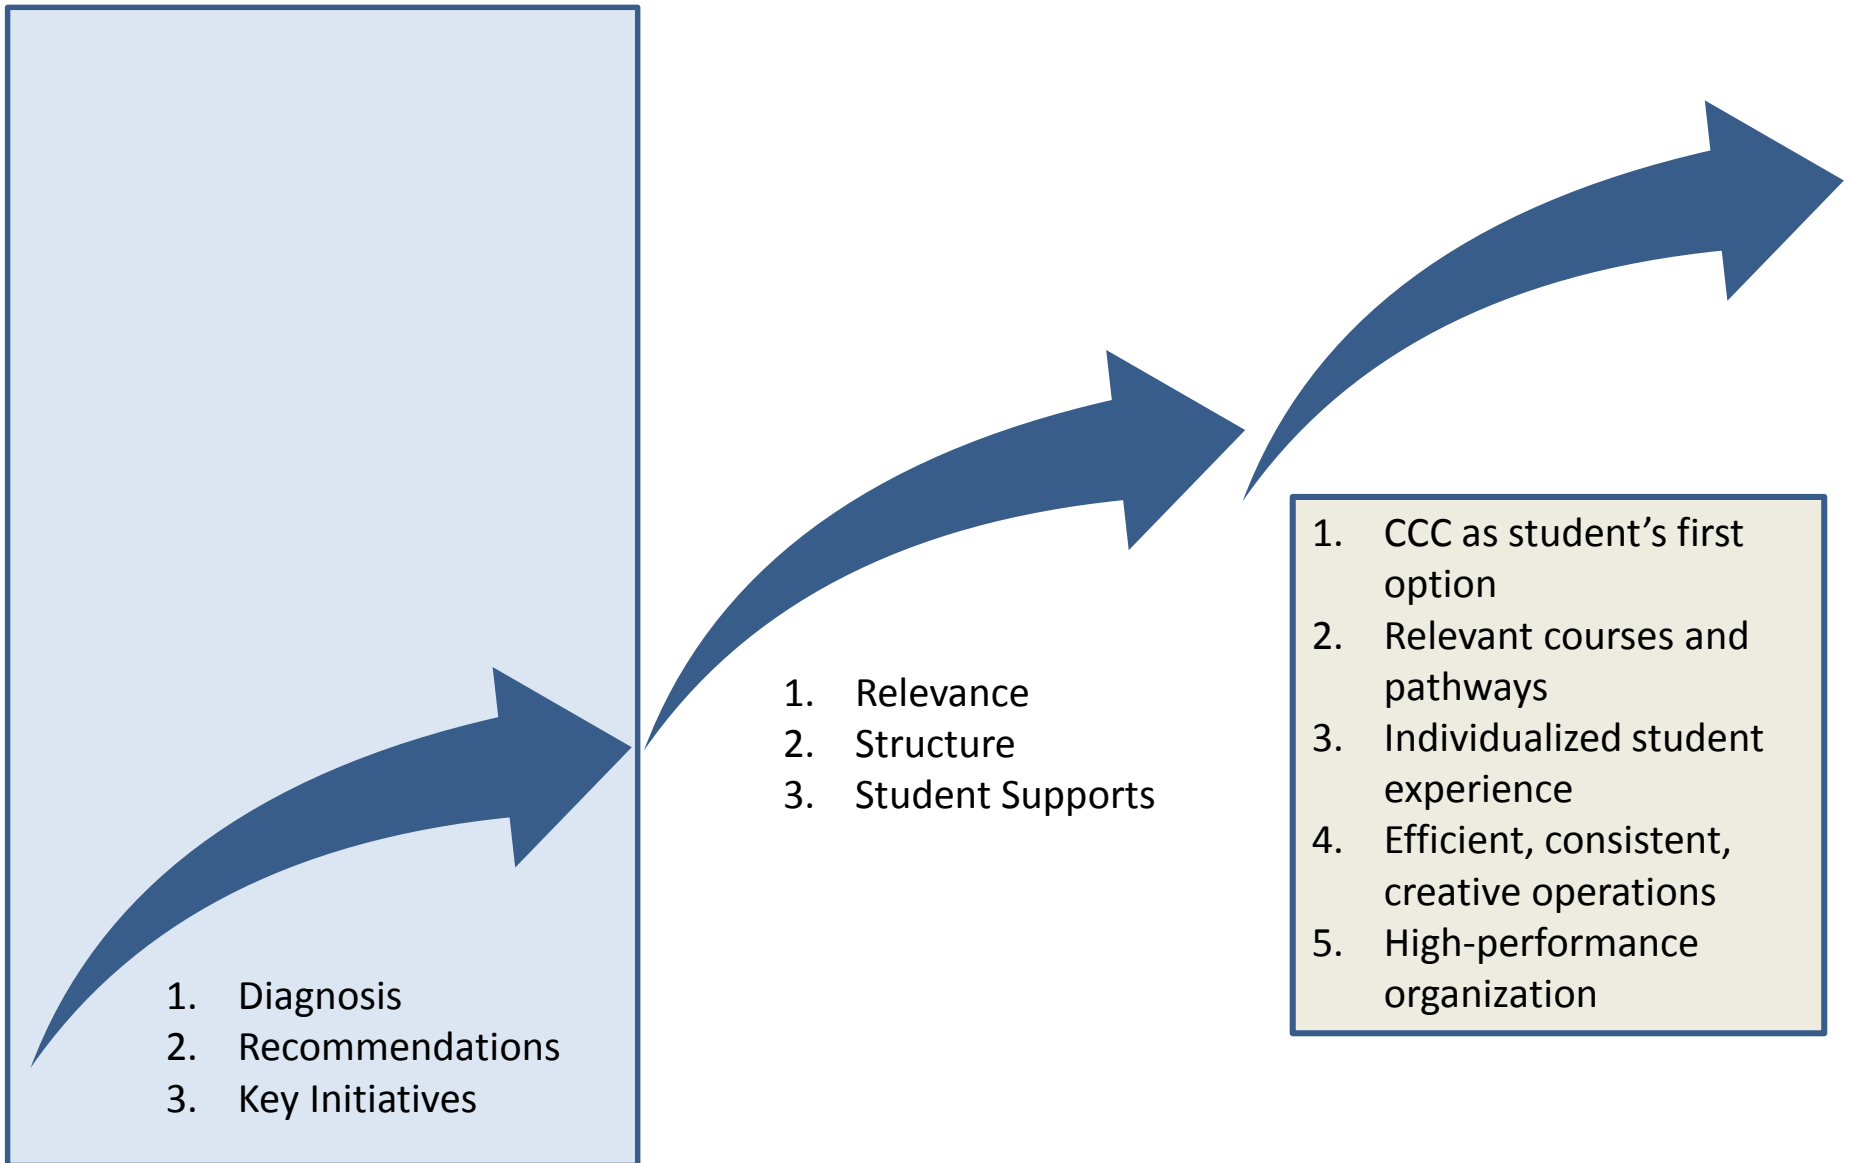 1. Diagnosis
2. Recommendations
3. Key Initiatives
1. Relevance
2. Structure
3. Student Supports
1. CCC as student’s first
option
2. Relevant courses and
pathways
3. Individualized student
experience
4. Efficient, consistent,
creative operations
5. High-performance
organization